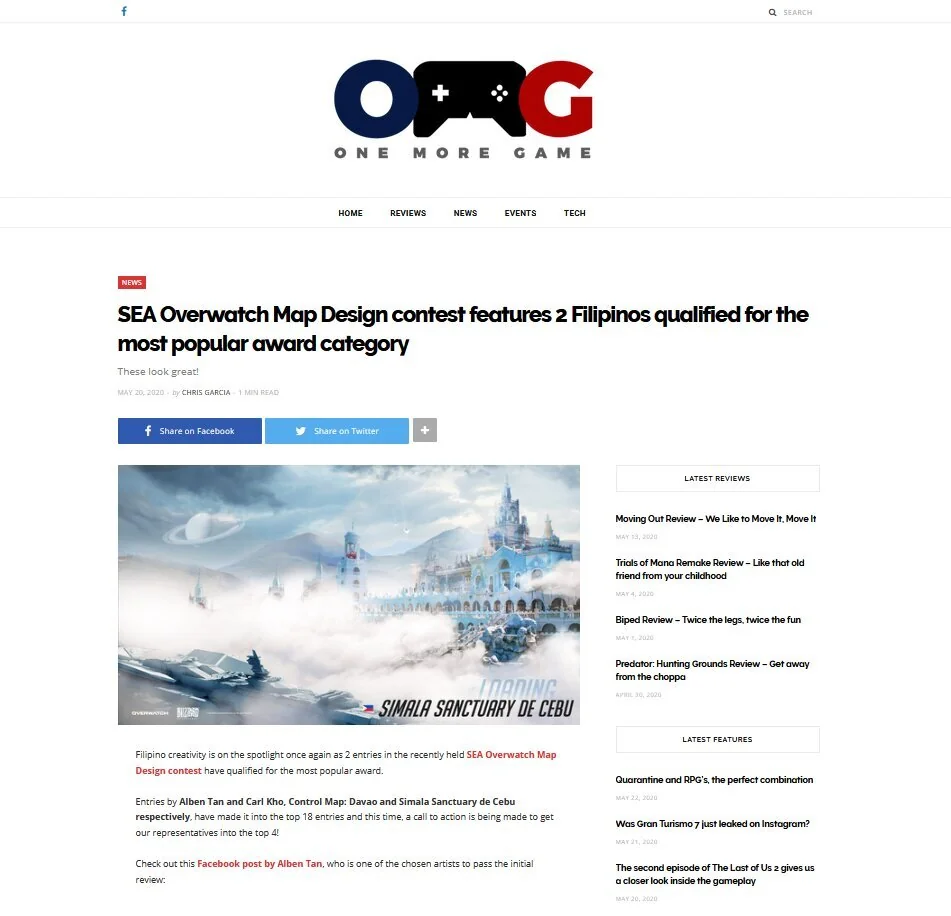 SEARCH
O G
ONE MORE GAME
HOME REVIEWS NEWS EVENTS TECH
NEWS
SEA Overwatch Map Design contest features 2 Filipinos qualified for the
most popular award category
These look great!
MAY 20, 2020 - by CHRIS GARCIA - 1 MIN READ
Share on Facebook Share on Twitter
LOADING
SIMALA SANCTUARY DE CEBU
OVERWATCH BLIZZARD
Filipino creativity is on the spotlight once again as 2 entries in the recently held SEA Overwatch Map
Design contest have qualified for the most popular award.
Entries by Alben Tan and Carl Kho, Control Map: Davao and Simala Sanctuary de Cebu
respectively, have made it into the top 18 entries and this time, a call to action is being made to get
our representatives into the top 4!
Check out this Facebook post by Alben Tan, who is one of the chosen artists to pass the initial
review:
LATEST REVIEWS
Moving Out Review – We Like to Move It, Move It
MAY 13, 2020
Trials of Mana Remake Review – Like that old
friend from your childhood
MAY 4, 2020
Biped Review – Twice the legs, twice the fun
MAY 1, 2020
Predator: Hunting Grounds Review – Get away
from the choppa
APRIL 30, 2020
LATEST FEATURES
Quarantine and RPG's, the perfect combination
MAY 22, 2020
Was Gran Turismo 7 just leaked on Instagram?
MAY 21, 2020
The second episode of The Last of Us 2 gives us
a closer look inside the gameplay
MAY 20, 2020